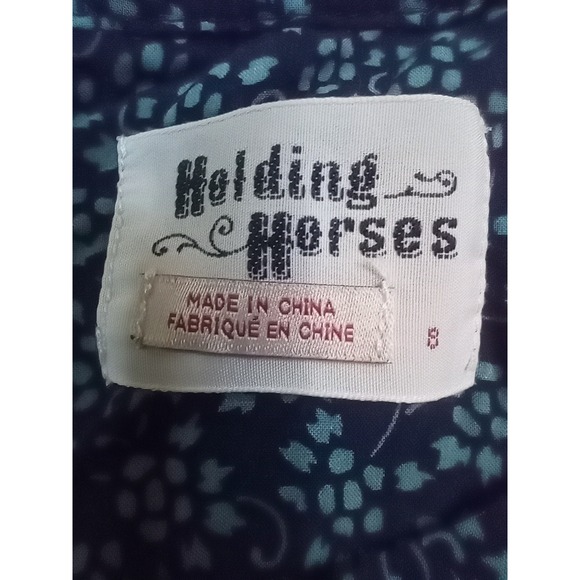 Holding
Horses
MADE IN CHINA
FABRIQUÉ EN CHINE
8